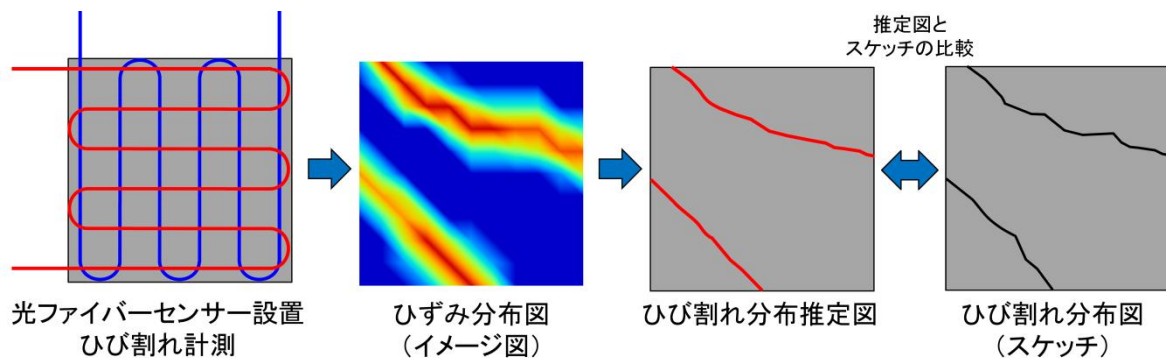 推定図と
スケッチの比較
光ファイバーセンサー設置
ひび割れ計測
ひずみ分布図
（イメージ図）
ひび割れ分布推定図
ひび割れ分布図
（スケッチ）